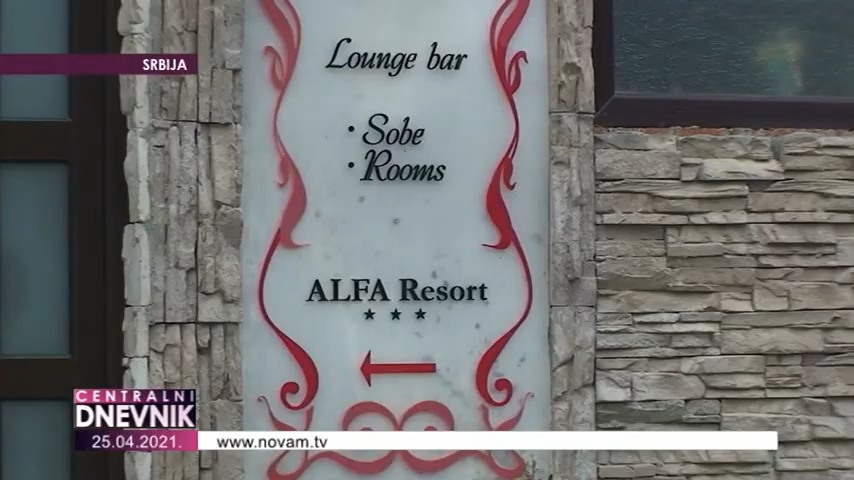 SRBIJA
Lounge bar
· Sobe
· Rooms
ALFA Resort
★ ★ ★
CENTRALNI
DNEVNIK
25.04.2021.
www.novam.tv